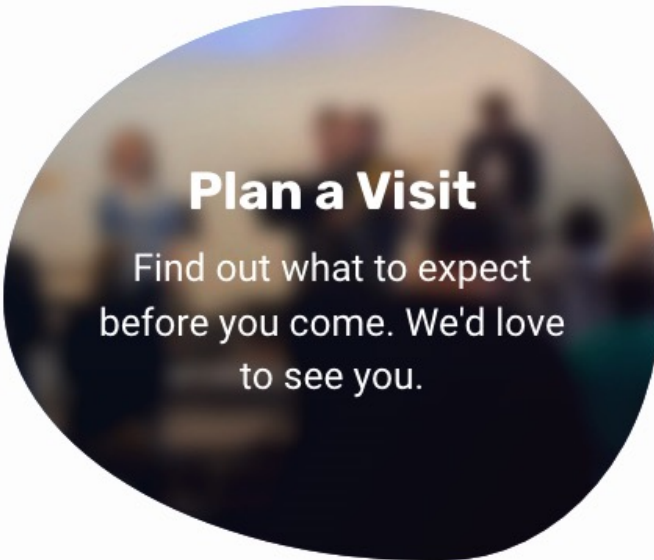 Plan a Visit
Find out what to expect
before you come. We'd love
to see you.